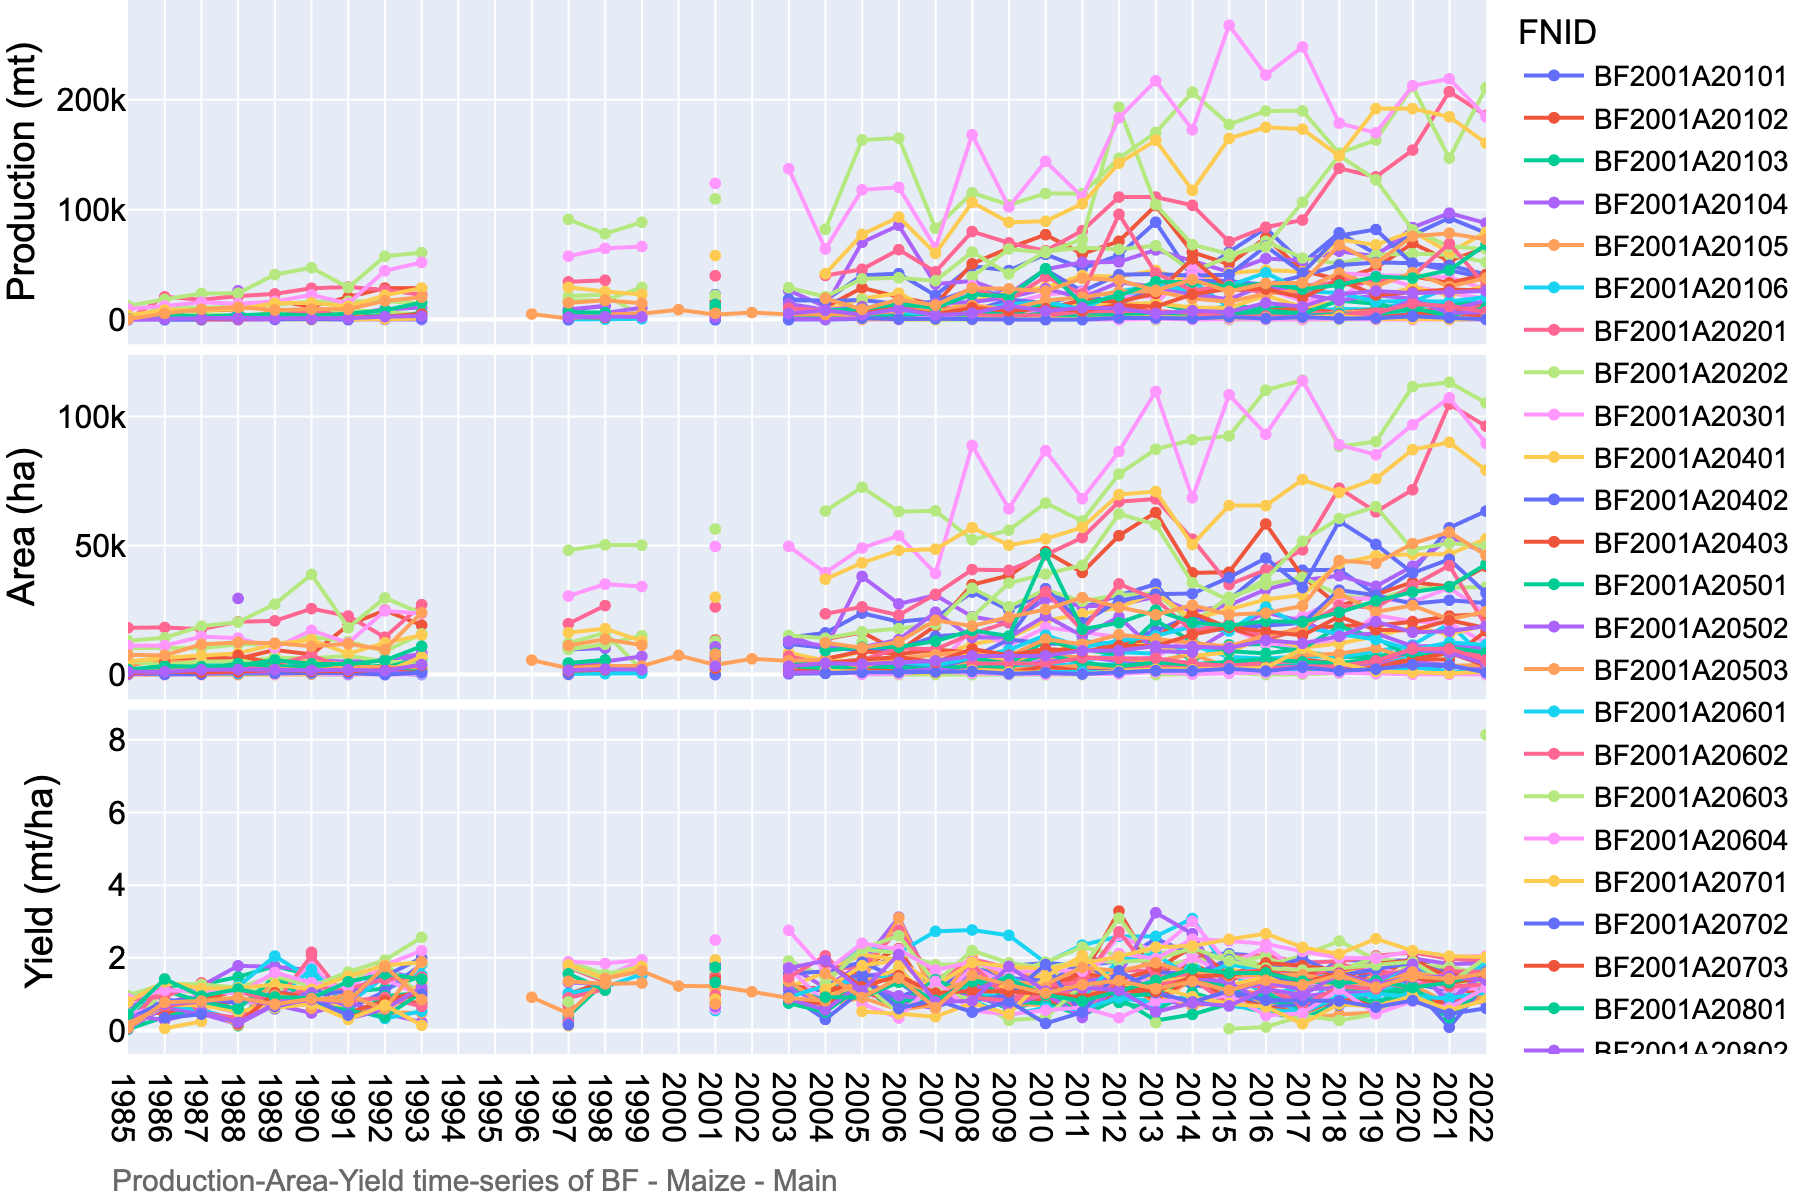 Production (mt)
200k
100k
0
Area (ha)
100k
50k
0
Yield (mt/ha)
8
6
4
2
0
1985
1986
1987
1988
1989
1990
1991
1992
1993
1994
1995
1996
1997
1998
1999
2000
2001
2002
2003
2004
2005
2006
2007
2008
2009
2010
2011
2012
2013
2014
2015
2016
2017
2018
2019
2020
2021
2022
FNID
BF2001A20101
BF2001A20102
BF2001A20103
BF2001A20104
BF2001A20105
BF2001A20106
BF2001A20201
BF2001A20202
BF2001A20301
BF2001A20401
BF2001A20402
BF2001A20403
BF2001A20501
BF2001A20502
BF2001A20503
BF2001A20601
BF2001A20602
BF2001A20603
BF2001A20604
BF2001A20701
BF2001A20702
BF2001A20703
BF2001A20801
BF2001A20802
Production-Area-Yield time-series of BF - Maize - Main